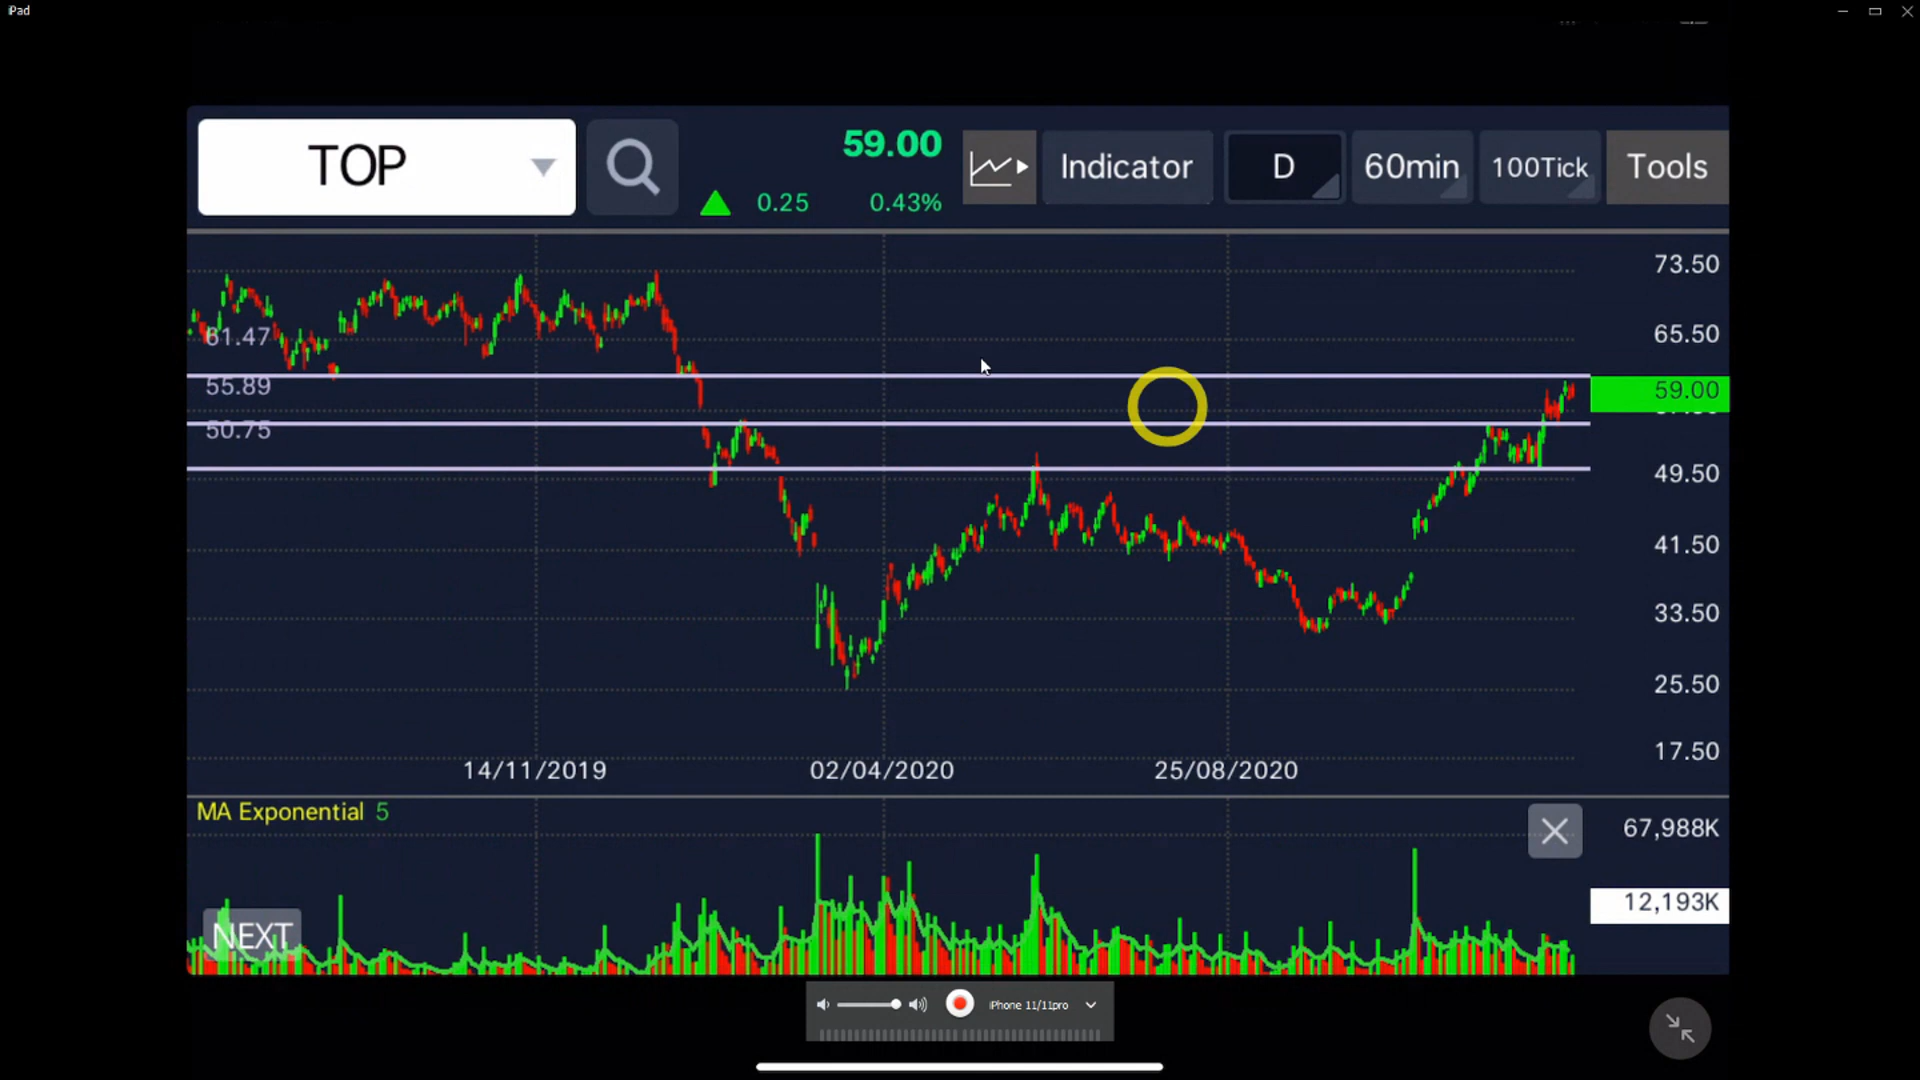 iPad
TOP
59.00
0.25 0.43%
Indicator
D
60min
100Tick
Tools
73.50
61.47
65.50
55.89
59.00
50.75
49.50
41.50
33.50
25.50
17.50
14/11/2019 02/04/2020 25/08/2020
MA Exponential 5
67,988K
12,193K
NEXT
iPhone 11/11pro